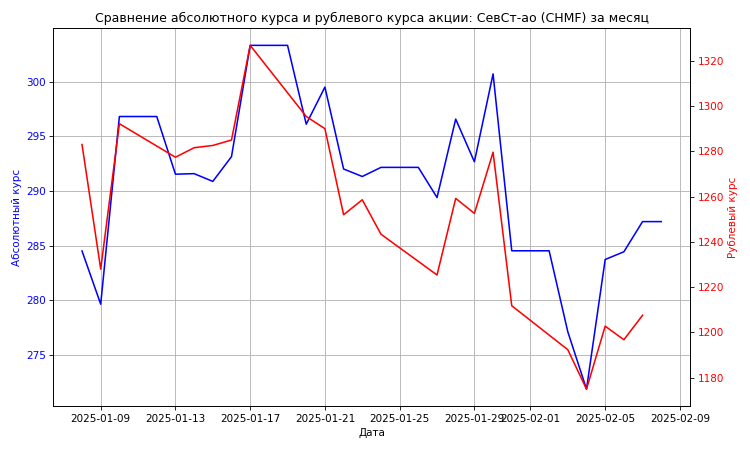 Сравнение абсолютного курса и рублевого курса акции: СевСт-ао (CHMF) за месяц
Абсолютный курс
300
295
290
285
280
275
1320
1300
1280
1260
1240
1220
1200
1180
Рублевый курс
2025-01-09 2025-01-13 2025-01-17 2025-01-21 2025-01-25 2025-01-29 2025-02-01 2025-02-05 2025-02-09
Дата